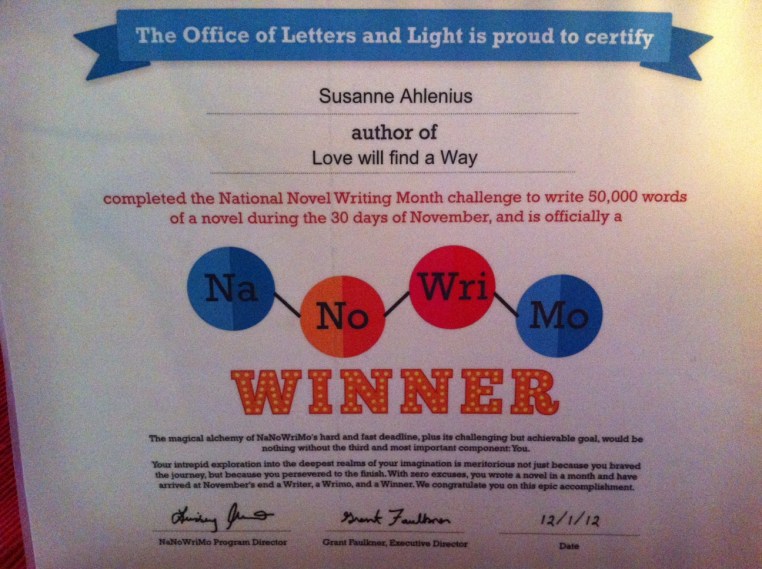 The Office of Letters and Light is proud to certify
Susanne Ahlenius
author of
Love will find a Way
completed the National Novel Writing Month challenge to write 50,000 words
of a novel during the 30 days of November, and is officially a
Na No Wri Mo
WINNER
The magical alchemy of NaNoWriMo's hard and fast deadline, plus its challenging but achievable goal, would be
nothing without the third and most important component: You.
Your intrepid exploration into the deepest realms of your imagination is meritorious not just because you braved
the journey, but because you persevered to the finish. With zero excuses, you wrote a novel in a month and have
arrived at November's end a Writer, a Wrimo, and a Winner. We congratulate you on this epic accomplishment.
Grant Faulkner 12/1/12
NaNoWriMo Program Director Grant Faulkner, Executive Director Date